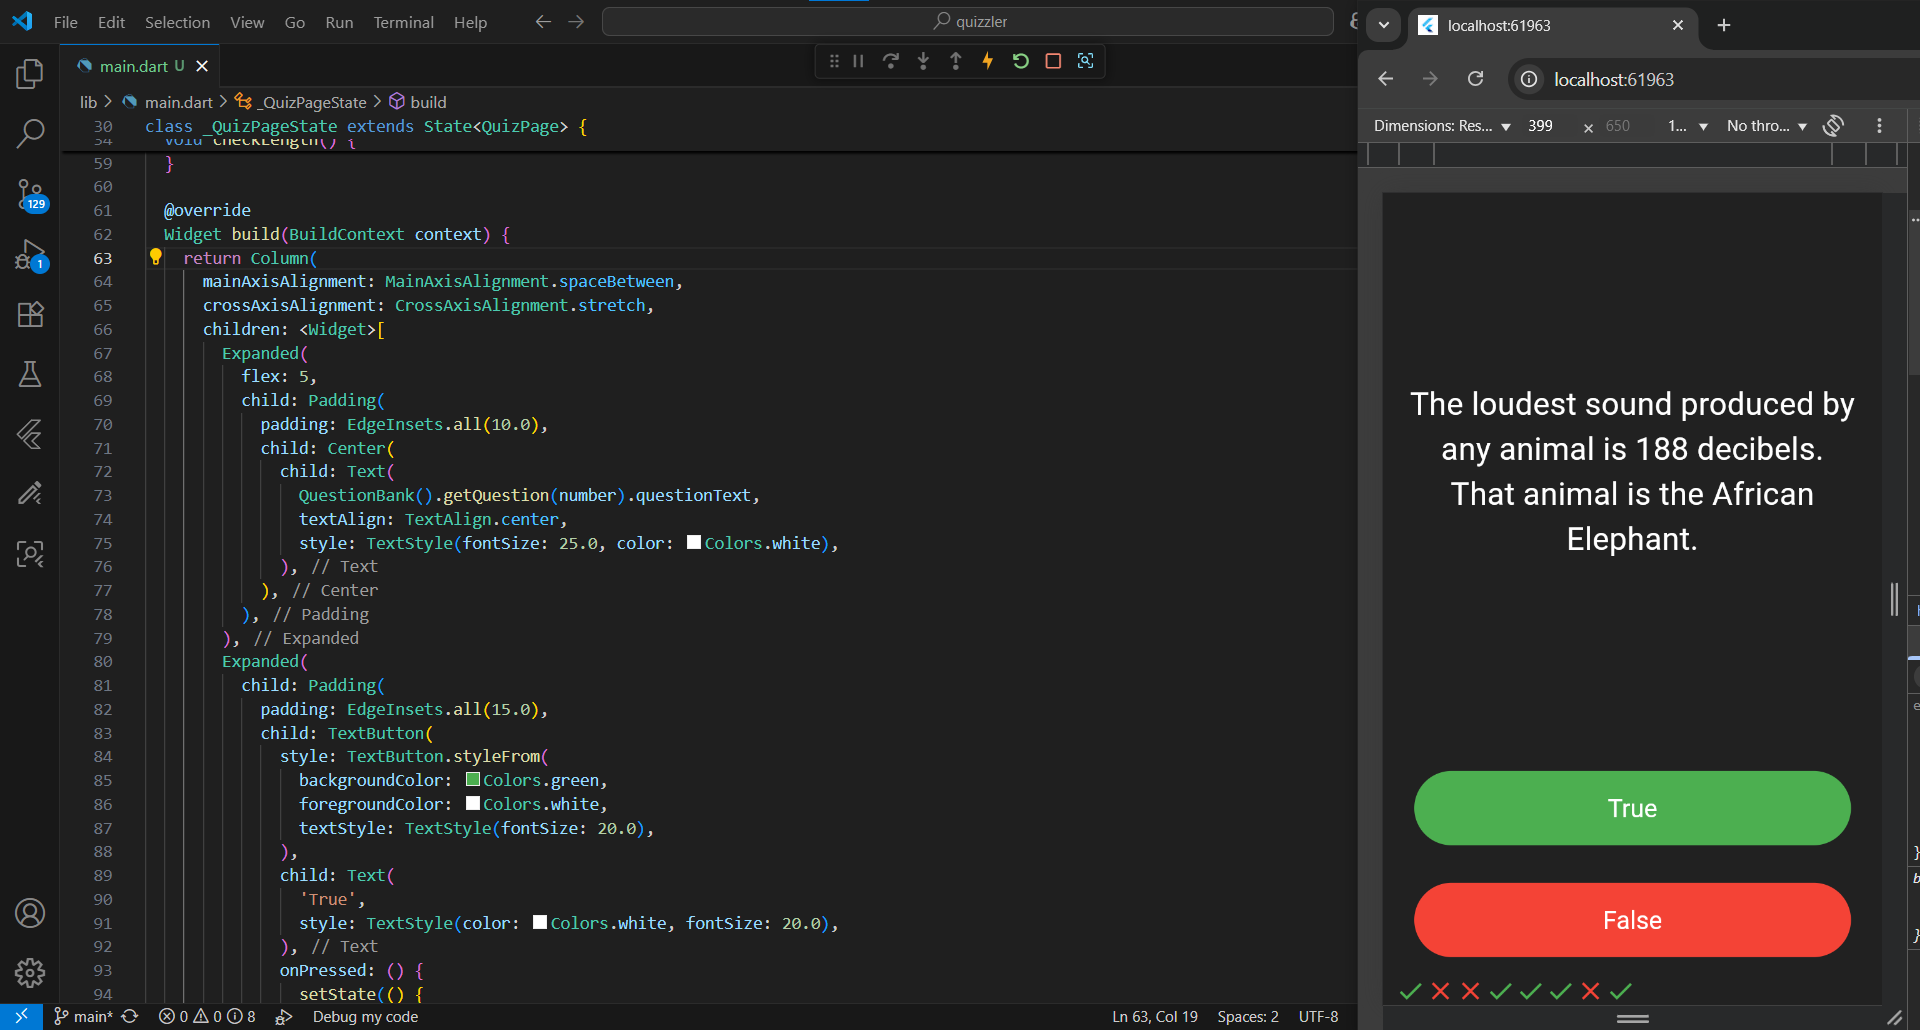 File Edit Selection View Go Run Terminal Help
quizzler
main.dart U
lib > main.dart > _QuizPageState > build
30 class _QuizPageState extends State<QuizPage> {
54 void checkLength() {
59 }
60
61 @override
62 Widget build(BuildContext context) {
63 return Column(
64 mainAxisAlignment: MainAxisAlignment.spaceBetween,
65 crossAxisAlignment: CrossAxisAlignment.stretch,
66 children: <Widget>[
67 Expanded(
68 flex: 5,
69 child: Padding(
70 padding: EdgeInsets.all(10.0),
71 child: Center(
72 child: Text(
73 QuestionBank().getQuestion(number).questionText,
74 textAlign: TextAlign.center,
75 style: TextStyle(fontSize: 25.0, color: Colors.white),
76 ), // Text
77 ), // Center
78 ), // Padding
79 ), // Expanded
80 Expanded(
81 child: Padding(
82 padding: EdgeInsets.all(15.0),
83 child: TextButton(
84 style: TextButton.styleFrom(
85 backgroundColor: Colors.green,
86 foregroundColor: Colors.white,
87 textStyle: TextStyle(fontSize: 20.0),
88 ),
89 child: Text(
90 'True',
91 style: TextStyle(color: Colors.white, fontSize: 20.0),
92 ), // Text
93 onPressed: () {
94 setState(() {
129
1
main* 0 0 8 Debug my code
Ln 63, Col 19 Spaces: 2 UTF-8
localhost:61963
localhost:61963
Dimensions: Res... 399 × 650 1... No thro...
The loudest sound produced by
any animal is 188 decibels.
That animal is the African
Elephant.
True
False